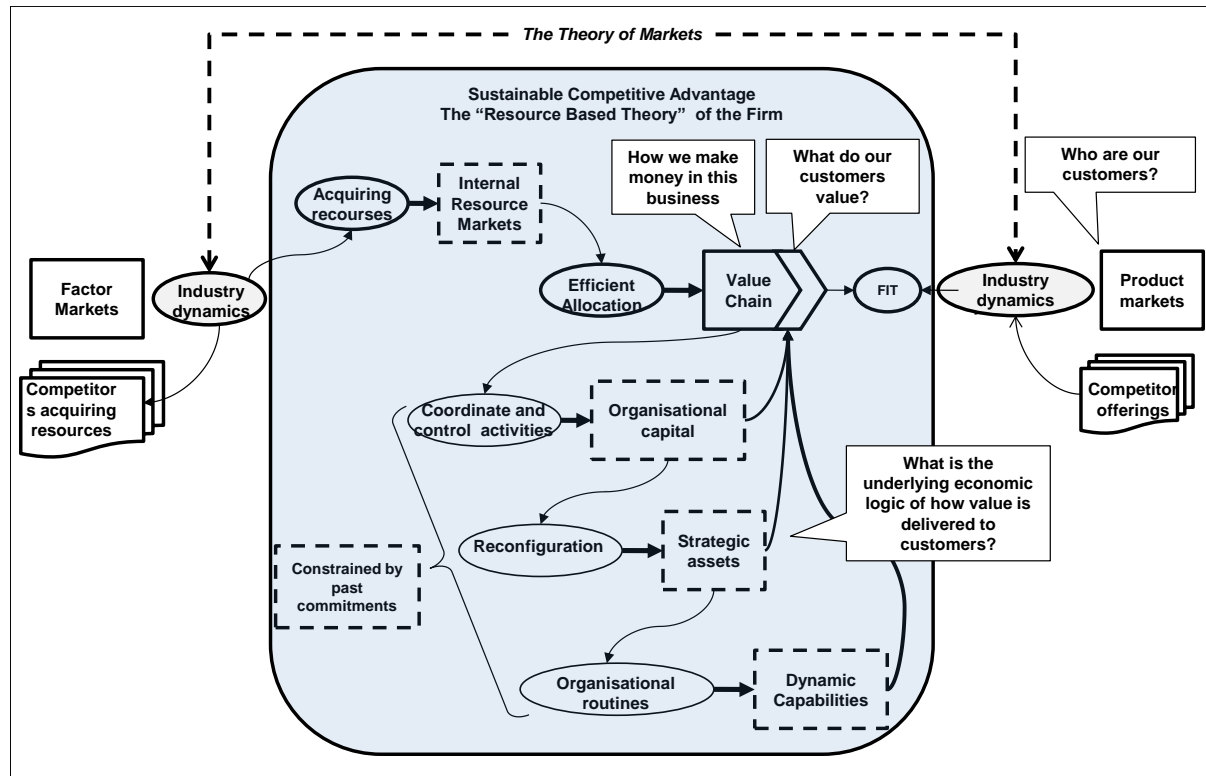 The Theory of Markets
Sustainable Competitive Advantage
The “Resource Based Theory” of the Firm
How we make
money in this
business
What do our
customers
value?
Who are our
customers?
Acquiring
recourses
Internal
Resource
Markets
Factor
Markets
Industry
dynamics
Efficient
Allocation
Value
Chain
FIT
Industry
dynamics
Product
markets
Competitor
s acquiring
resources
Competitor
offerings
Coordinate and
control activities
Organisational
capital
What is the
underlying economic
logic of how value is
delivered to
customers?
Reconfiguration
Strategic
assets
Constrained by
past
commitments
Organisational
routines
Dynamic
Capabilities